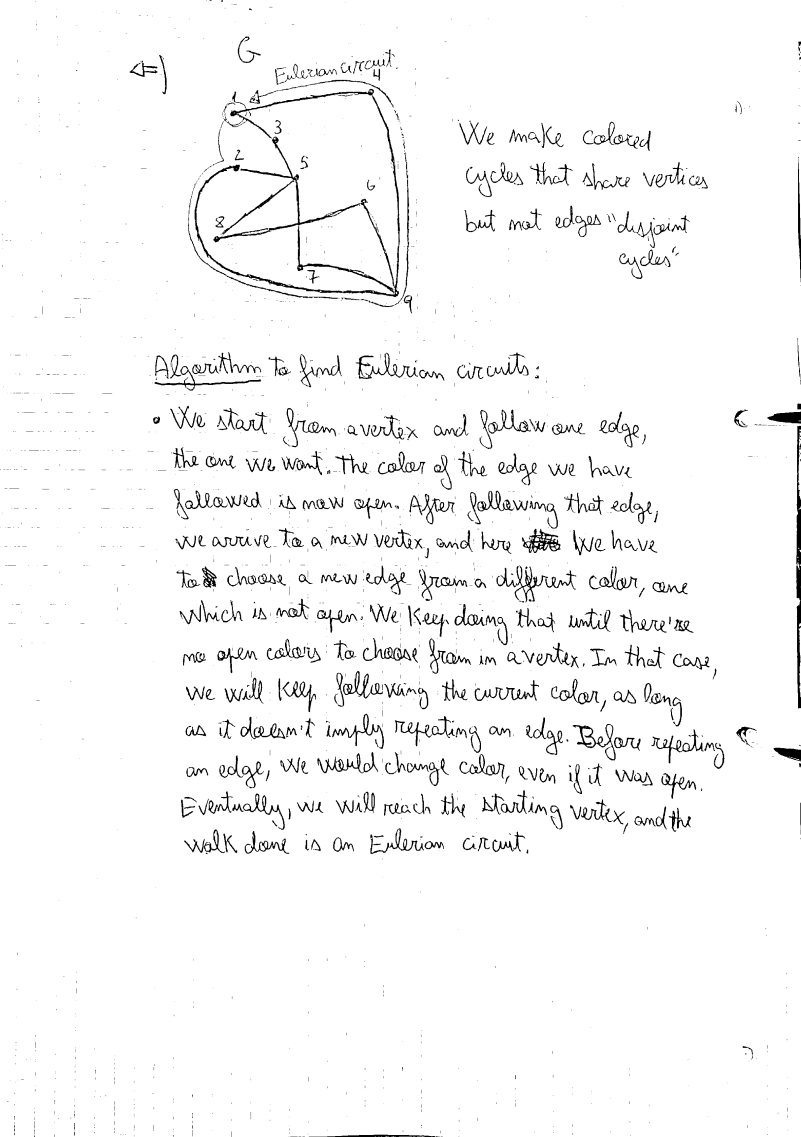 G
⇐)
Eulerian circuit.
4
1
3
2
5
6
8
7
9
We make colored
cycles that share vertices
but not edges "disjoint
cycles"
Algorithm to find Eulerian circuits:
• We start from a vertex and follow one edge,
the one we want. The color of the edge we have
followed is now open. After following that edge,
we arrive to a new vertex, and here We have
to choose a new edge from a different color, one
which is not open. We Keep doing that until there're
no open colors to choose from in a vertex. In that case,
we will Keep following the current color, as long
as it doesn't imply repeating an edge. Before repeating
an edge, we would change color, even if it was open.
Eventually, we will reach the starting vertex, and the
walk done is an Eulerian circuit.